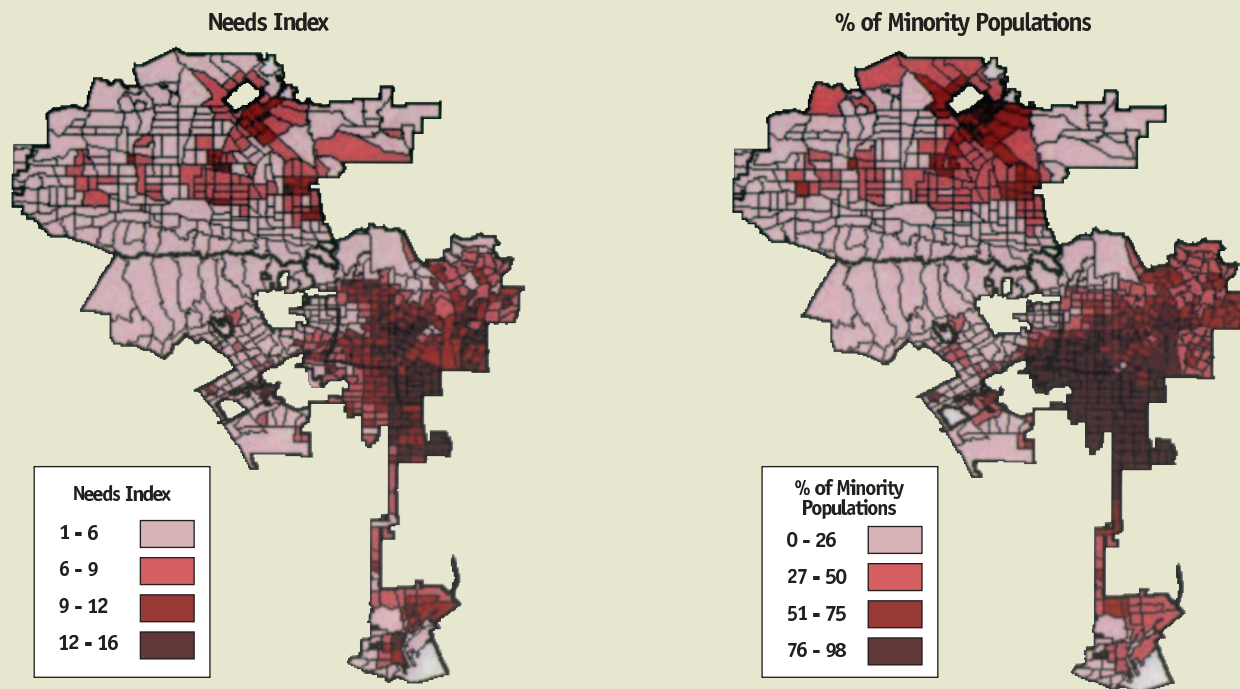 Needs Index
% of Minority Populations
Needs Index
1 - 6
6 - 9
9 - 12
12 - 16
% of Minority
Populations
0 - 26
27 - 50
51 - 75
76 - 98